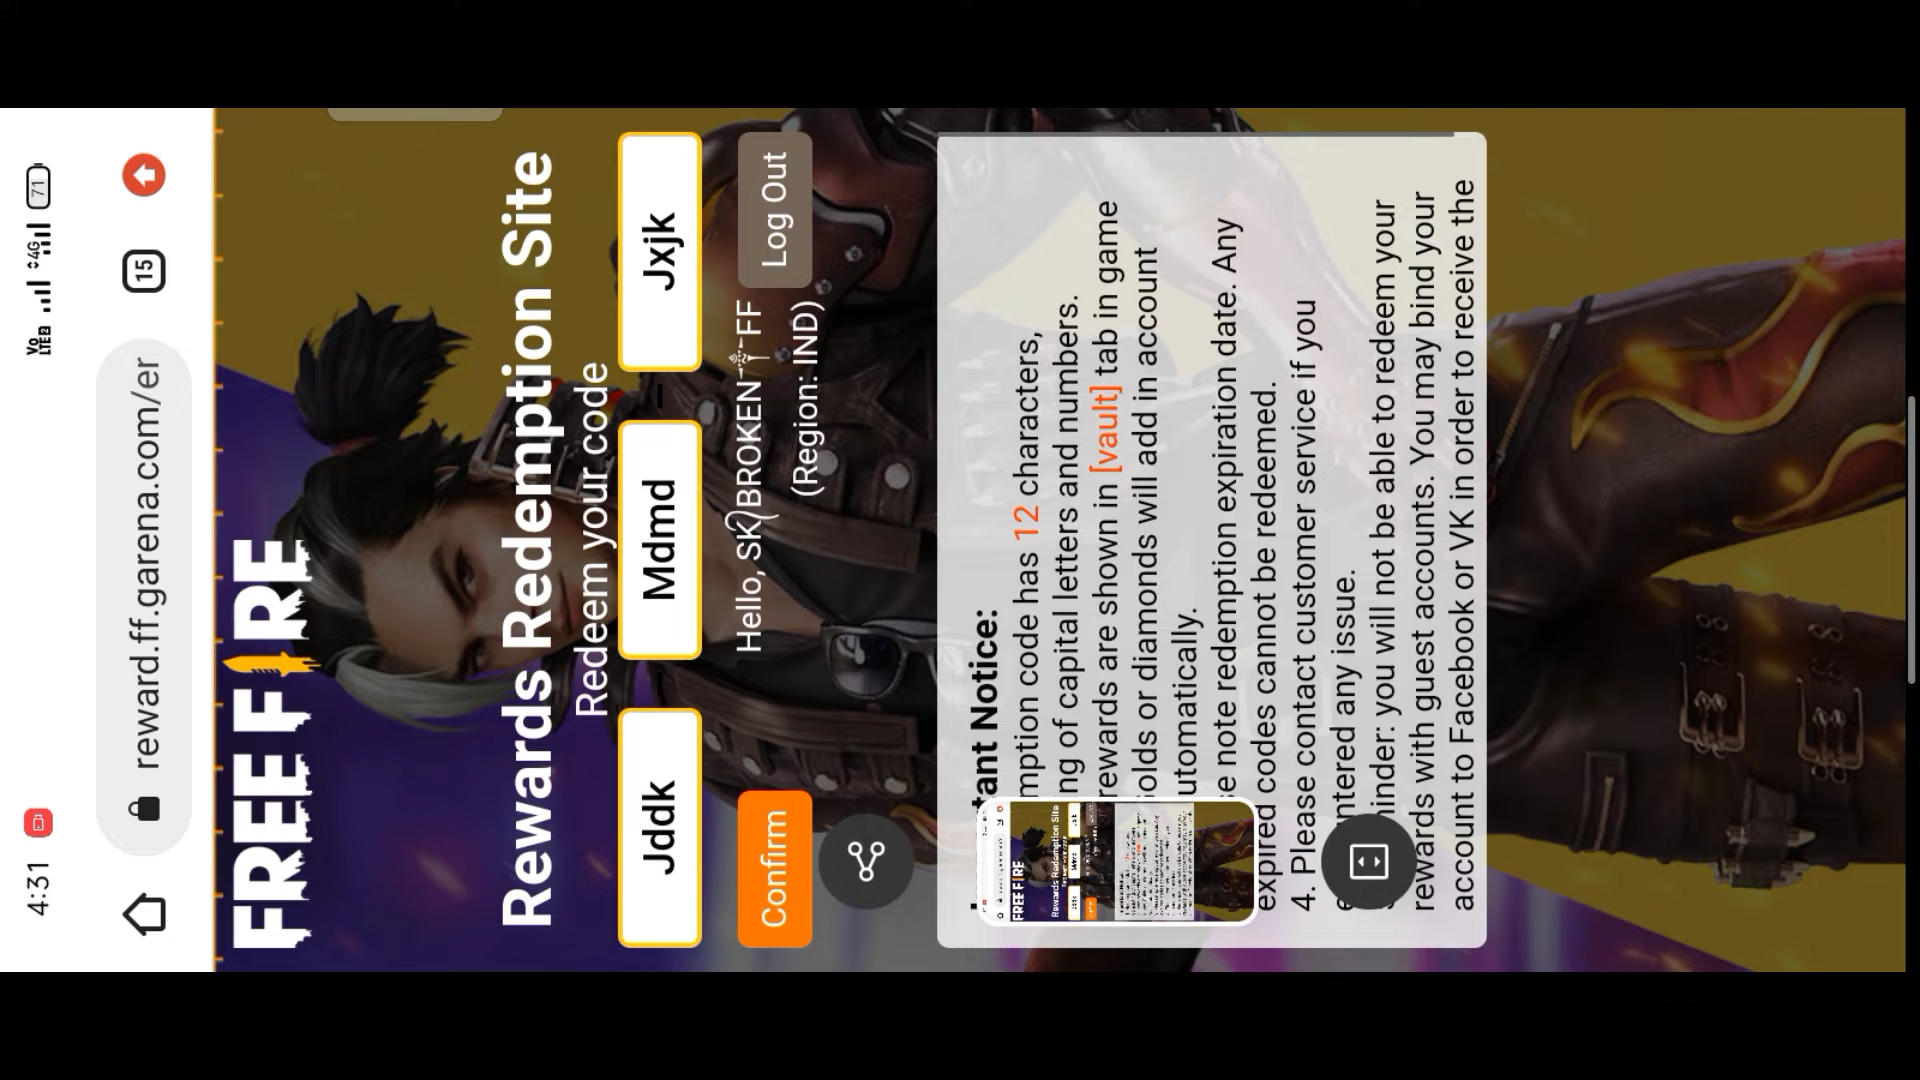 4:31
Vo LTE2 4G 71
reward.ff.garena.com/er
15
FREE FIRE
Rewards Redemption Site
Redeem your code
Jddk Mdmd Jxjk
Hello, SK BROKEN FF
(Region: IND)
Confirm Log Out
tant Notice:
mption code has 12 characters,
ng of capital letters and numbers.
rewards are shown in [vault] tab in game
olds or diamonds will add in account
utomatically.
e note redemption expiration date. Any
expired codes cannot be redeemed.
4. Please contact customer service if you
ntered any issue.
inder: you will not be able to redeem your
rewards with guest accounts. You may bind your
account to Facebook or VK in order to receive the